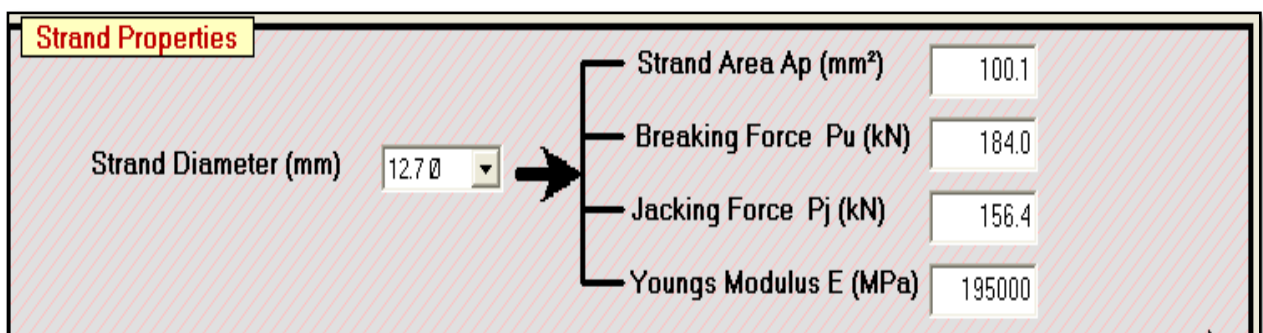 Strand Properties
Strand Area Ap (mm²) 100.1
Breaking Force Pu (kN) 184.0
Strand Diameter (mm) 12.7 Ø
Jacking Force Pj (kN) 156.4
Youngs Modulus E (MPa) 195000